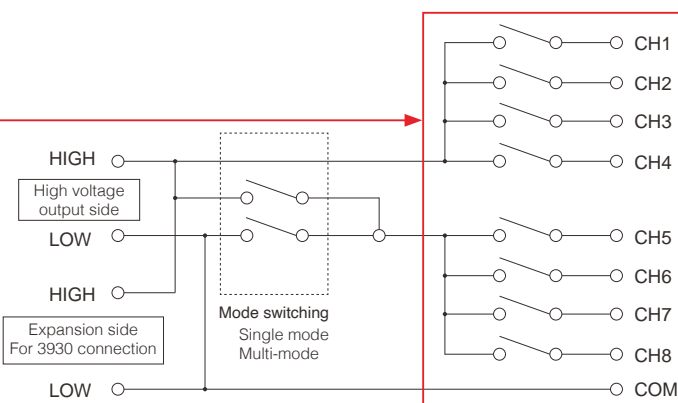 CH1
CH2
CH3
HIGH
CH4
High voltage
output side
LOW
CH5
HIGH
CH6
Mode switching
Single mode
Multi-mode
CH7
Expansion side
For 3930 connection
CH8
LOW
COM